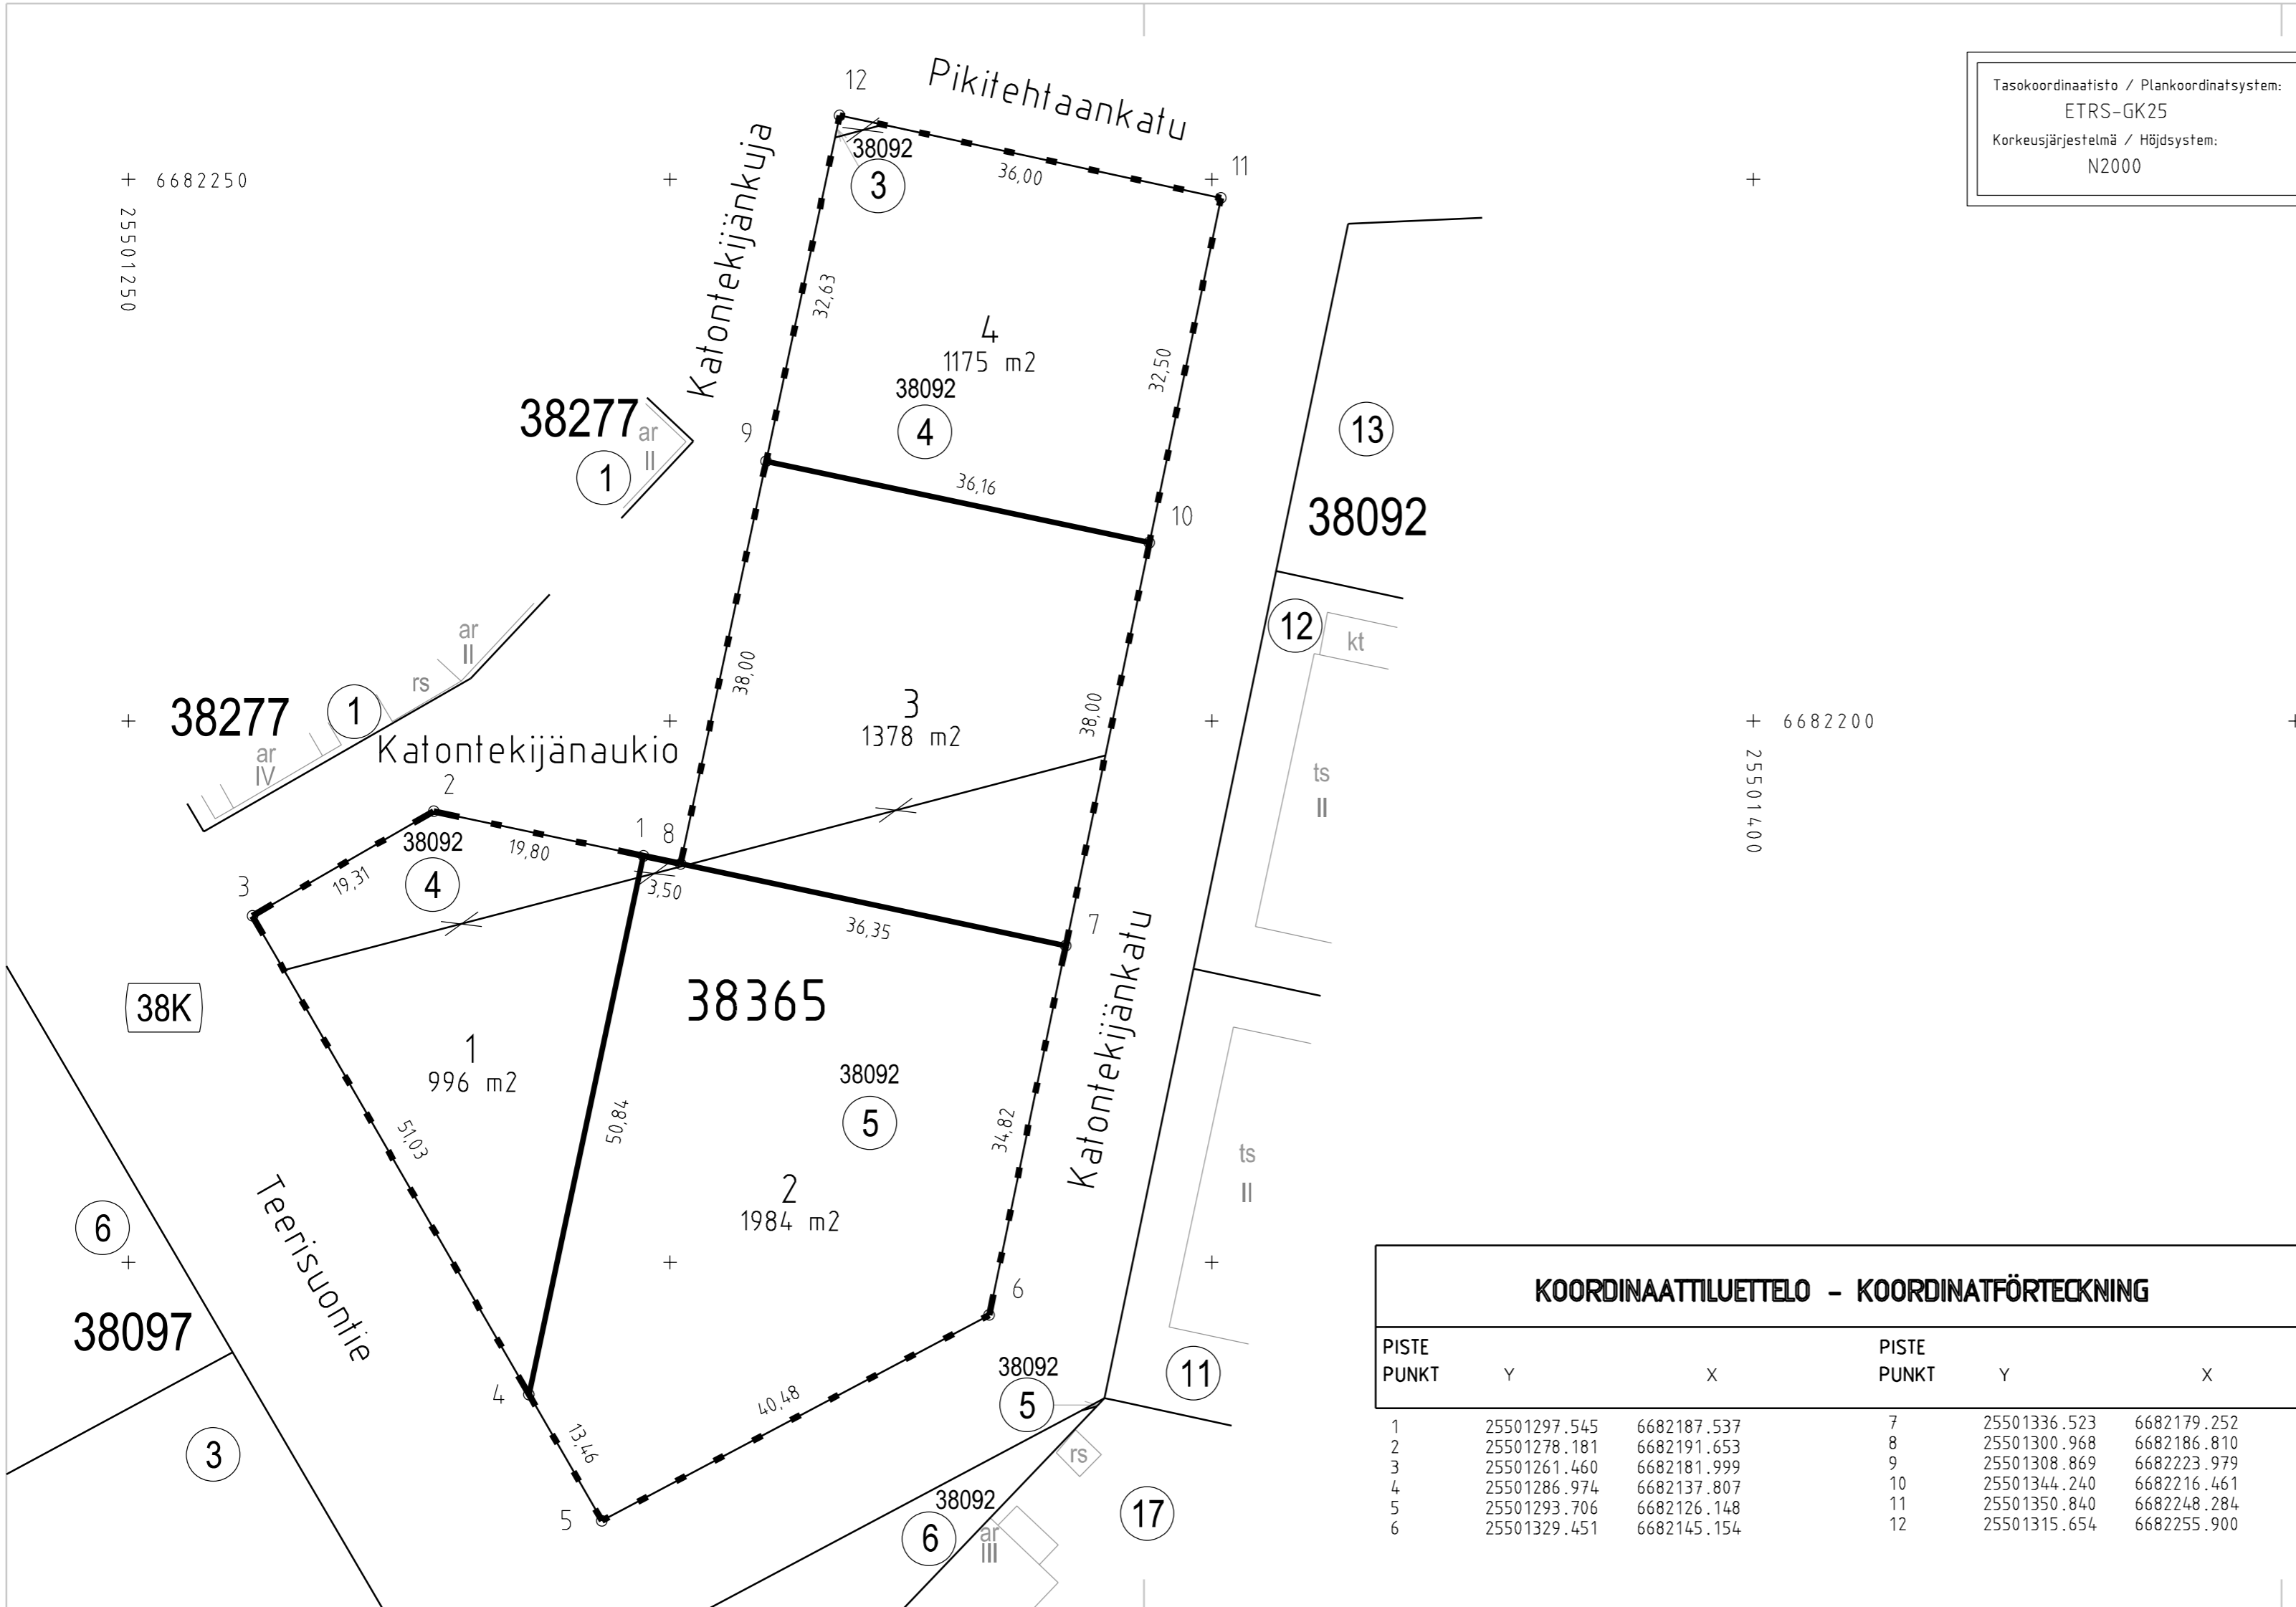 Tasokoordinaatisto / Plankoordinatsystem:
ETRS-GK25
Korkeusjärjestelmä / Höjdsystem:
N2000
12
Pikitehtaankatu
11
6682250
25501250
38092
3
36,00
Katontekijänkuja
32,63
4
1175 m2
38092
4
32,50
38277
ar
II
1
9
36,16
10
13
38092
12
kt
ar
II
rs
38277
1
ar
IV
Katontekijänaukio
38,00
3
1378 m2
38,00
6682200
25501400
ts
II
2
19,80
1
8
38092
4
19,31
3
3,50
36,35
7
38K
38365
1
996 m2
38092
5
50,84
51,03
34,82
Katontekijänkatu
ts
II
2
1984 m2
Teerisuontie
6
38097
3
4
13,46
5
40,48
6
38092
5
11
rs
38092
6
ar
III
17
KOORDINAATTILUETTELO - KOORDINATFÖRTECKNING
PISTE PISTE
PUNKT Y X PUNKT Y X
1 25501297.545 6682187.537 7 25501336.523 6682179.252
2 25501278.181 6682191.653 8 25501300.968 6682186.810
3 25501261.460 6682181.999 9 25501308.869 6682223.979
4 25501286.974 6682137.807 10 25501344.240 6682216.461
5 25501293.706 6682126.148 11 25501350.840 6682248.284
6 25501329.451 6682145.154 12 25501315.654 6682255.900